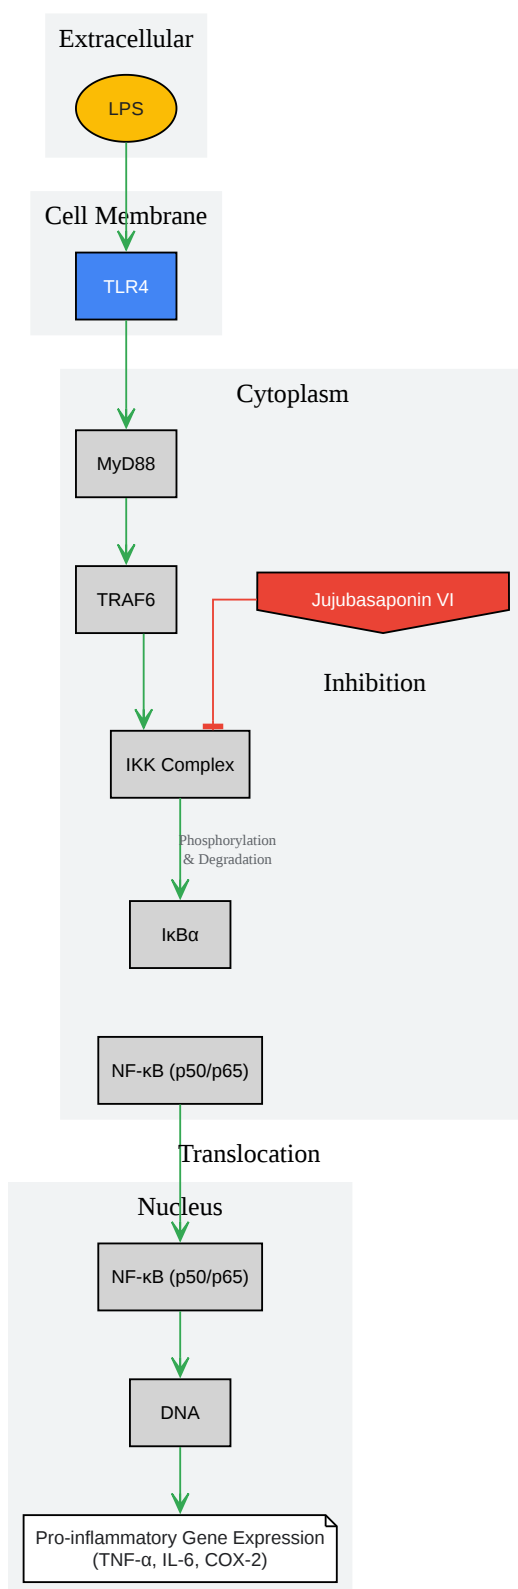 Extracellular
LPS
Cell Membrane
TLR4
Cytoplasm
MyD88
TRAF6
Jujubasaponin VI
Inhibition
IKK Complex
Phosphorylation
& Degradation
IκBα
NF-κB (p50/p65)
Translocation
Nucleus
NF-κB (p50/p65)
DNA
Pro-inflammatory Gene Expression
(TNF-α, IL-6, COX-2)